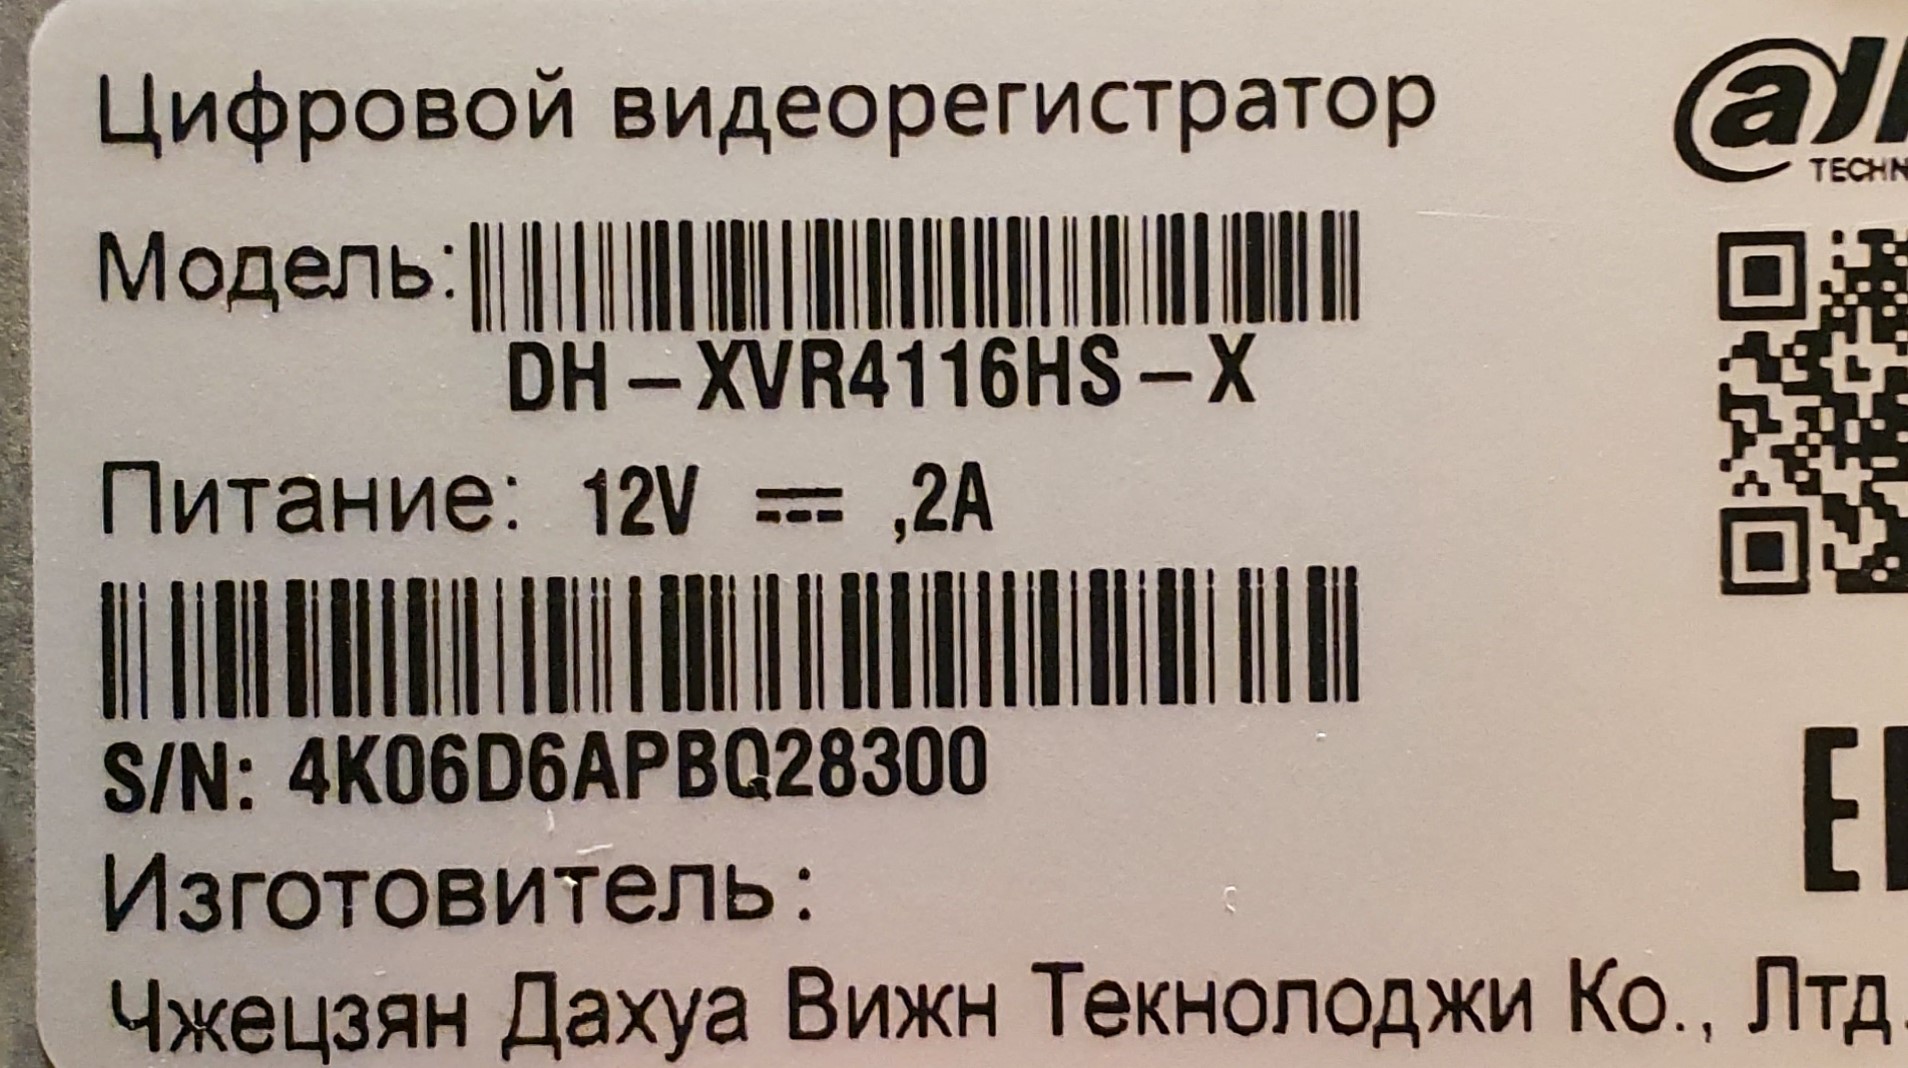 Цифровой видеорегистратор
Модель:
DH-XVR4116HS-X
Питание: 12V ⎓ ,2A
S/N: 4K06D6APBQ28300
Изготовитель:
Чжецзян Дахуа Вижн Текнолоджи Ко., Лтд.